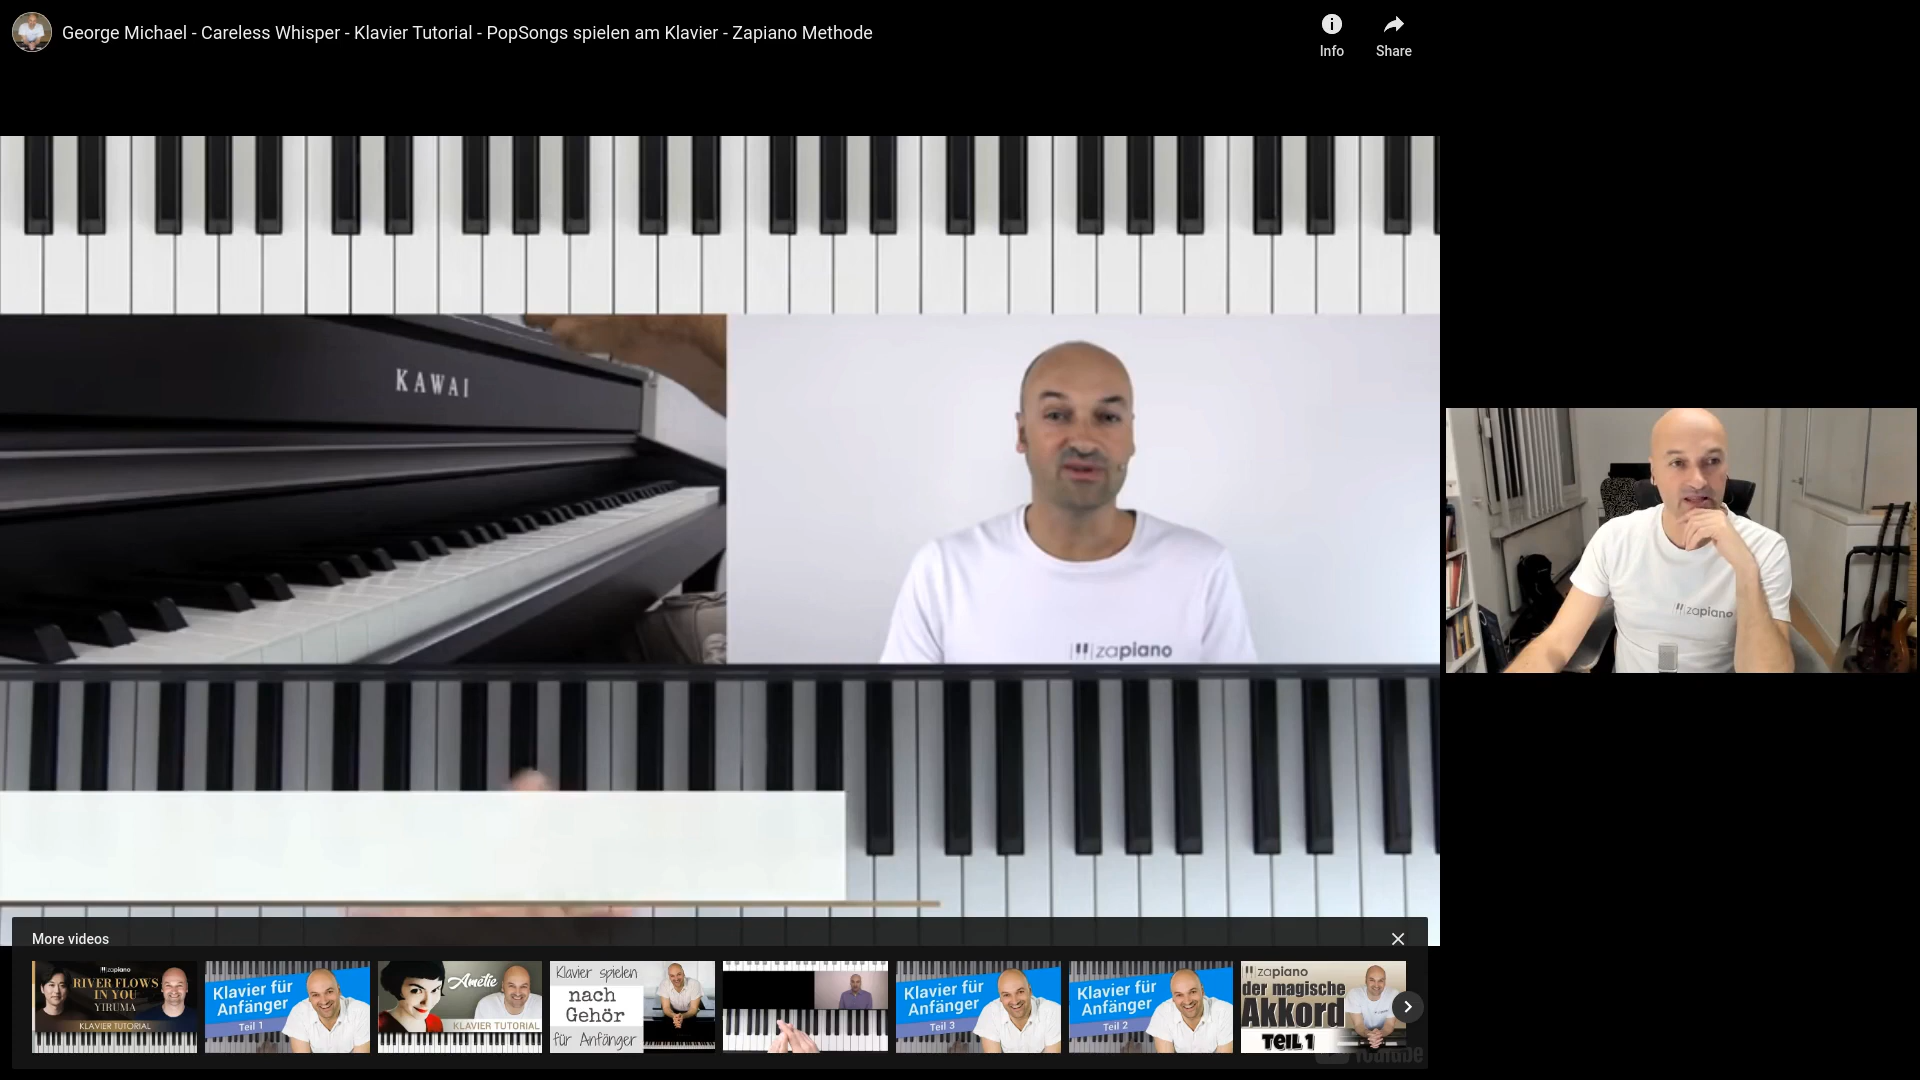 George Michael - Careless Whisper - Klavier Tutorial - PopSongs spielen am Klavier - Zapiano Methode
Info
Share
KAWAI
zapiano
zapiano
More videos
zapiano
RIVER FLOWS
IN YOU
YIRUMA
KLAVIER TUTORIAL
Klavier für
Anfänger
Teil 1
Amélie
KLAVIER TUTORIAL
Klavier spielen
nach
Gehör
für Anfänger
Klavier für
Anfänger
Teil 3
Klavier für
Anfänger
Teil 2
zapiano
der magische
Akkord
TEIL 1
YouTube